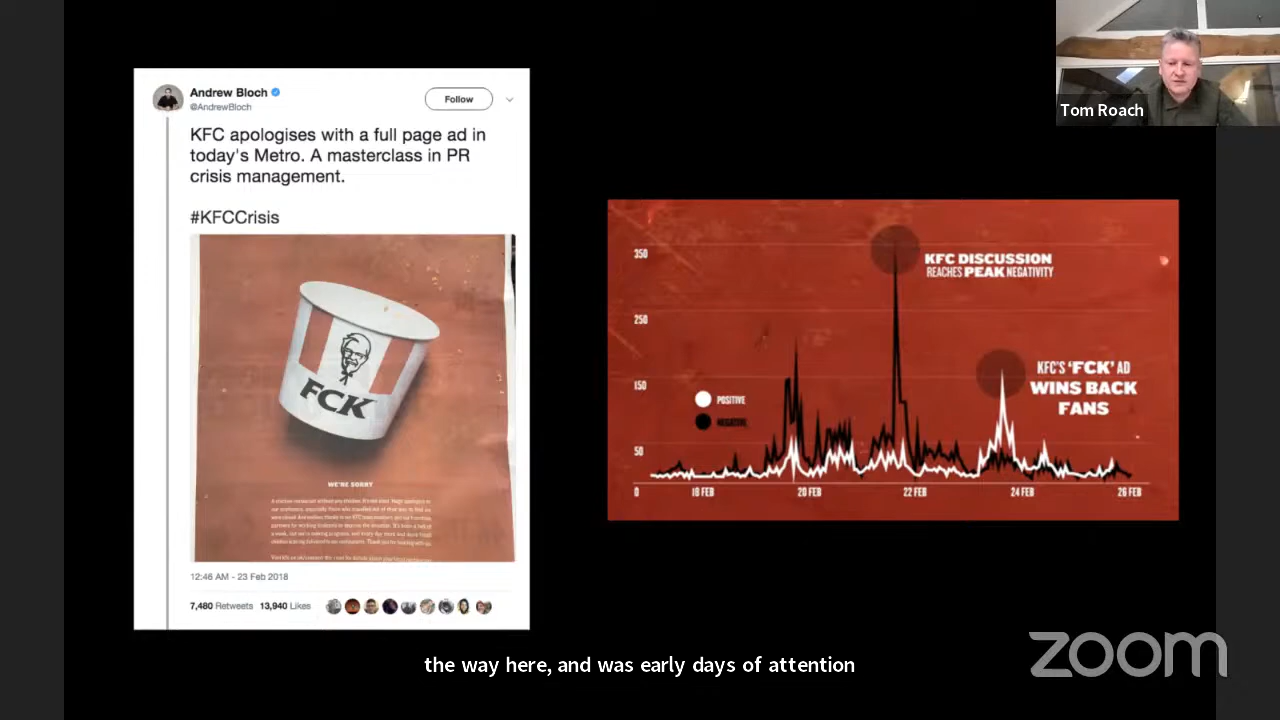 Andrew Bloch
@AndrewBloch
Follow
KFC apologises with a full page ad in
today's Metro. A masterclass in PR
crisis management.
#KFCCrisis
FCK
WE'RE SORRY
12:46 AM - 23 Feb 2018
7,480 Retweets 13,940 Likes
350
250
150
50
0
18 FEB
20 FEB
22 FEB
24 FEB
26 FEB
KFC DISCUSSION
REACHES PEAK NEGATIVITY
KFC'S 'FCK' AD
WINS BACK
FANS
POSITIVE
NEGATIVE
Tom Roach
the way here, and was early days of attention
zoom